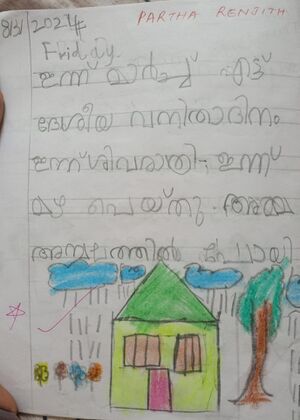 PARTHA RENJITH
8/3/2024
Friday
ഇന്ന് മാർച്ച് എട്ട്
ദേശീയ വനിതാദിനം
ഇന്ന് ശിവരാത്രി. ഇന്ന്
മഴ പെയ്തു. അമ്മ
അമ്പലത്തിൽ പോയി